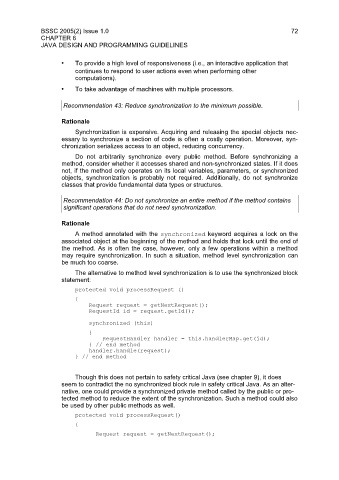 BSSC 2005(2) Issue 1.0 72
CHAPTER 6
JAVA DESIGN AND PROGRAMMING GUIDELINES
• To provide a high level of responsiveness (i.e., an interactive application that
continues to respond to user actions even when performing other
computations).
• To take advantage of machines with multiple processors.
Recommendation 43: Reduce synchronization to the minimum possible.
Rationale
Synchronization is expensive. Acquiring and releasing the special objects nec-
essary to synchronize a section of code is often a costly operation. Moreover, syn-
chronization serializes access to an object, reducing concurrency.
Do not arbitrarily synchronize every public method. Before synchronizing a
method, consider whether it accesses shared and non-synchronized states. If it does
not, if the method only operates on its local variables, parameters, or synchronized
objects, synchronization is probably not required. Additionally, do not synchronize
classes that provide fundamental data types or structures.
Recommendation 44: Do not synchronize an entire method if the method contains
significant operations that do not need synchronization.
Rationale
A method annotated with the synchronized keyword acquires a lock on the
associated object at the beginning of the method and holds that lock until the end of
the method. As is often the case, however, only a few operations within a method
may require synchronization. In such a situation, method level synchronization can
be much too coarse.
The alternative to method level synchronization is to use the synchronized block
statement:
protected void processRequest ()
{
Request request = getNextRequest();
RequestId id = request.getId();
synchronized (this)
{
RequestHandler handler = this.handlerMap.get(id);
} // end method
handler.handle(request);
} // end method
Though this does not pertain to safety critical Java (see chapter 9), it does
seem to contradict the no synchronized block rule in safety critical Java. As an alter-
native, one could provide a synchronized private method called by the public or pro-
tected method to reduce the extent of the synchronization. Such a method could also
be used by other public methods as well.
protected void processRequest()
{
Request request = getNextRequest();